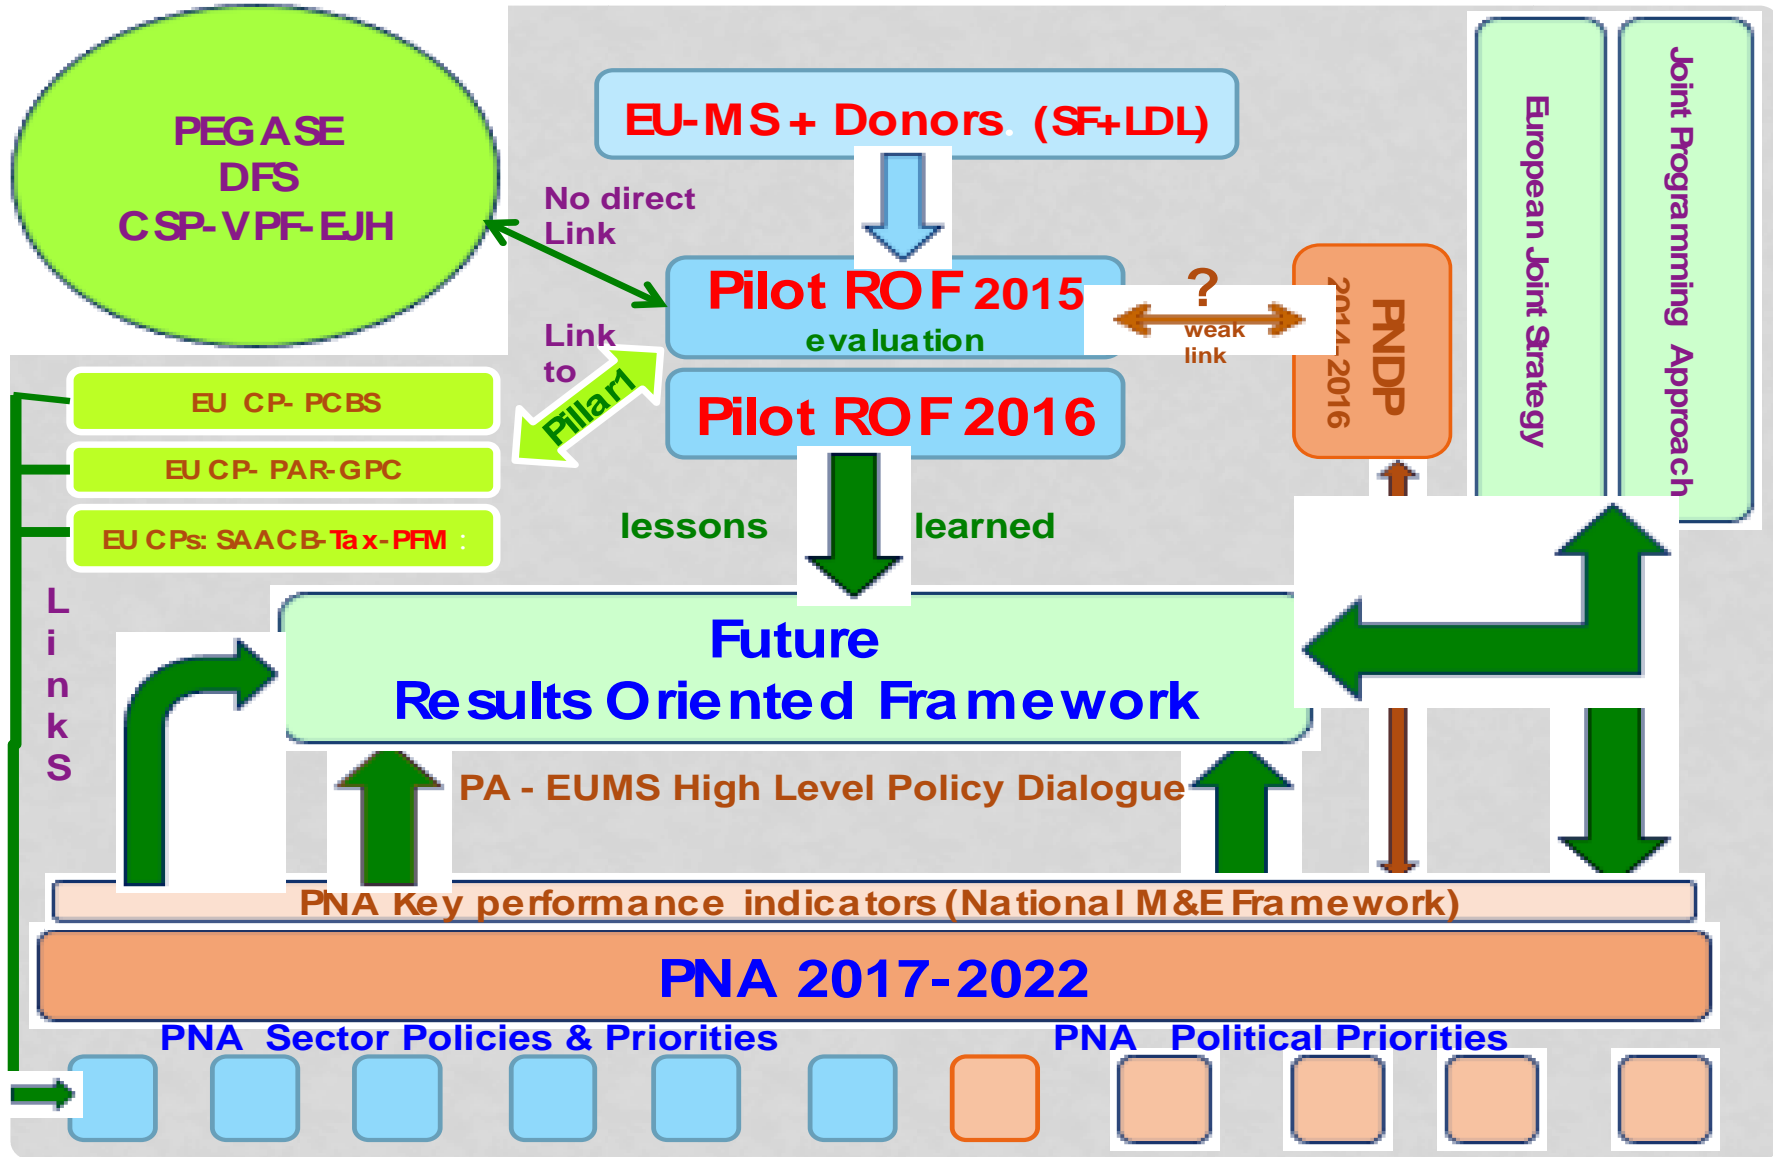 PEGASE
DFS
CSP-VPF-EJH
EU-MS + Donors. (SF+LDL)
No direct
Link
Pilot ROF 2015
evaluation
?
weak
link
PNDP
2014-2016
European Joint Strategy
Joint Programming Approach
Link
to
Pillar1
Pilot ROF 2016
EU CP- PCBS
EU CP- PAR-GPC
EU CPs: SAACB-Tax-PFM :
lessons learned
LinkS
Future
Results Oriented Framework
PA - EUMS High Level Policy Dialogue
PNA Key performance indicators (National M&E Framework)
PNA 2017-2022
PNA Sector Policies & Priorities
PNA Political Priorities